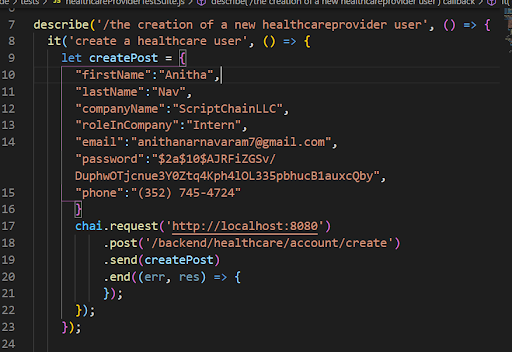 de > tests > healthcareProviderTestSuite.js > describe('/the creation of a new healthcareprovider user') callback > it('
7 describe('/the creation of a new healthcareprovider user', () => {
8 it('create a healthcare user', () => {
9 let createPost = {
10 "firstName":"Anitha",
11 "lastName":"Nav",
12 "companyName":"ScriptChainLLC",
13 "roleInCompany":"Intern",
14 "email":"anithanarnavaram7@gmail.com",
"password":"$2a$10$AJRFiZGSv/
DuphwOTjcnue3Y0Ztq4Kph4lOL335pbhucB1auxcQby",
15 "phone":"(352) 745-4724"
16 }
17 chai.request('http://localhost:8080')
18 .post('/backend/healthcare/account/create')
19 .send(createPost)
20 .end((err, res) => {
21 });
22 });
23 });
24